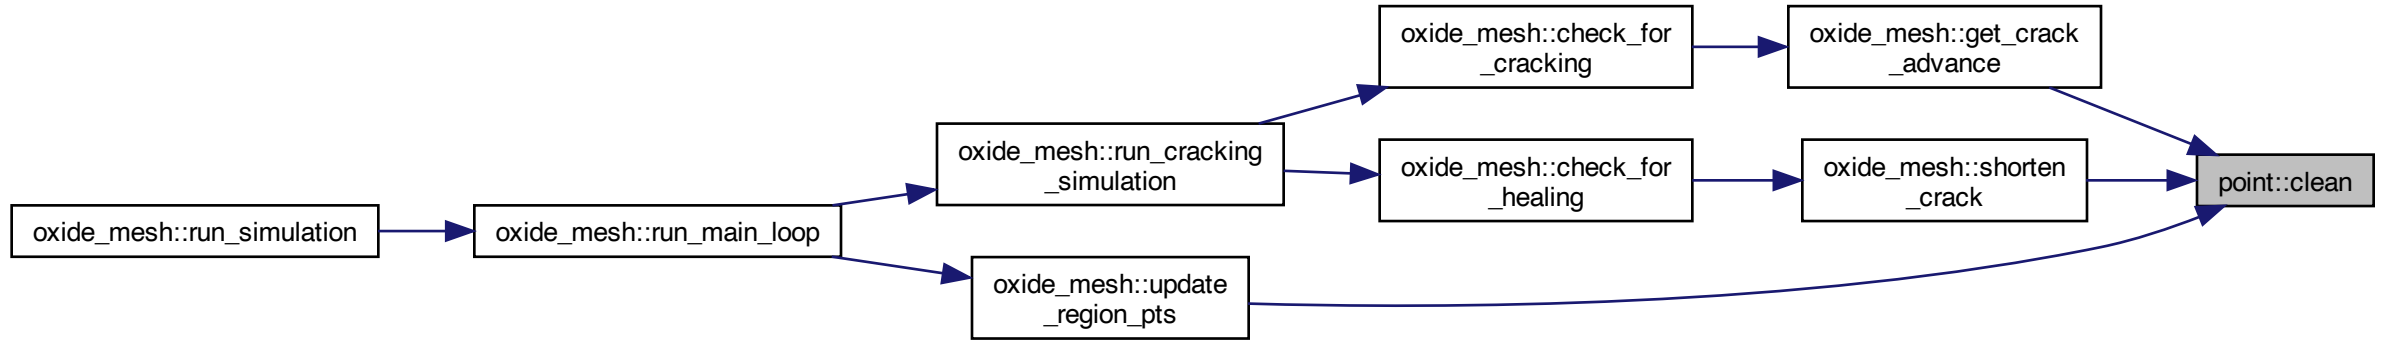 oxide_mesh::run_simulation
oxide_mesh::run_main_loop
oxide_mesh::run_cracking
_simulation
oxide_mesh::update
_region_pts
oxide_mesh::check_for
_cracking
oxide_mesh::check_for
_healing
oxide_mesh::get_crack
_advance
oxide_mesh::shorten
_crack
point::clean